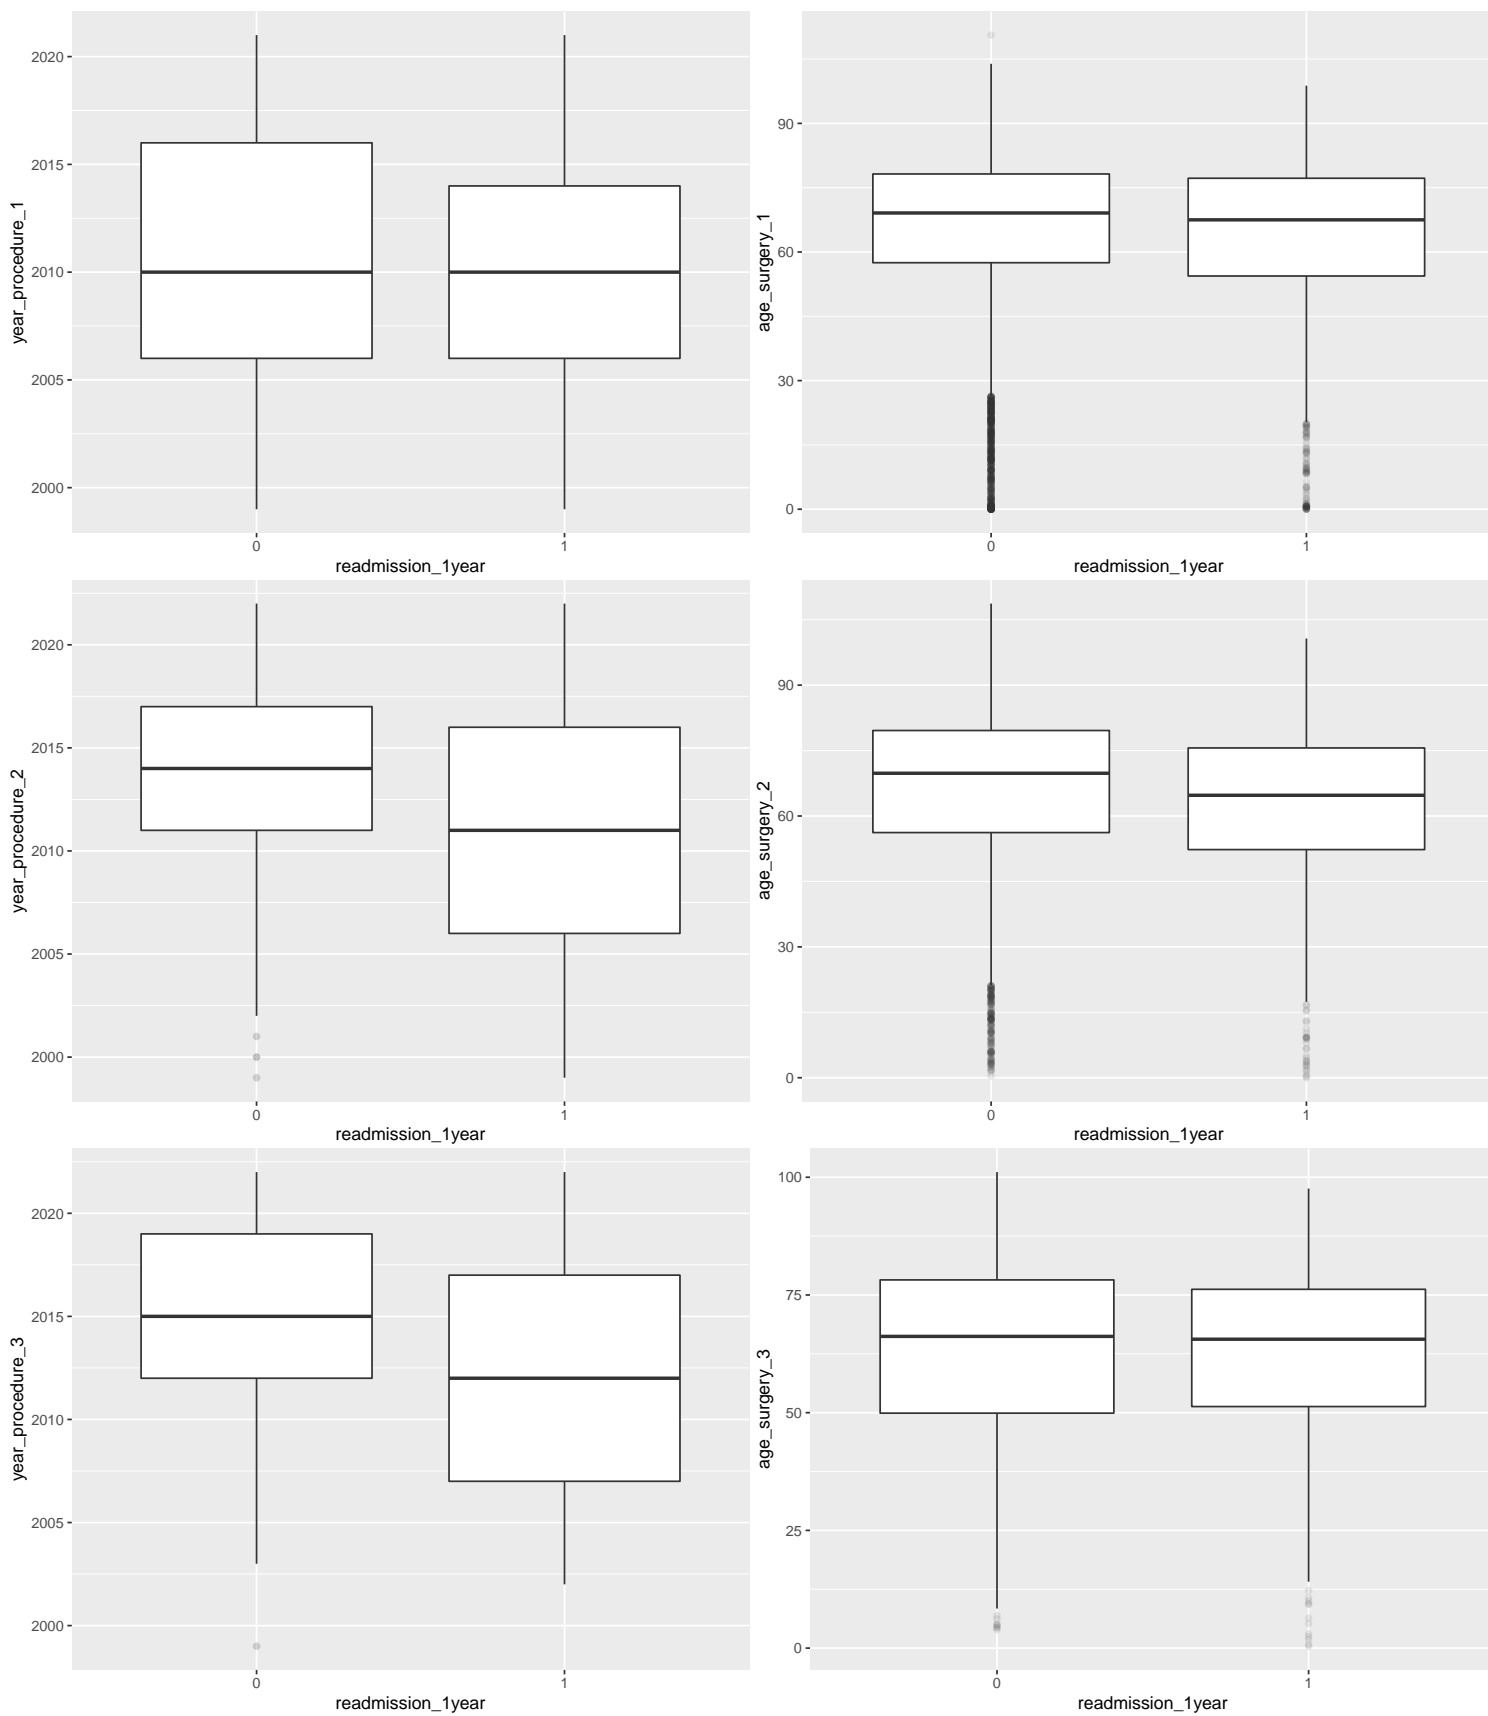 year_procedure_1
2020
2015
2010
2005
2000
0 1
readmission_1year
age_surgery_1
90
60
30
0
0 1
readmission_1year
year_procedure_2
2020
2015
2010
2005
2000
0 1
readmission_1year
age_surgery_2
90
60
30
0
0 1
readmission_1year
year_procedure_3
2020
2015
2010
2005
2000
0 1
readmission_1year
age_surgery_3
100
75
50
25
0
0 1
readmission_1year